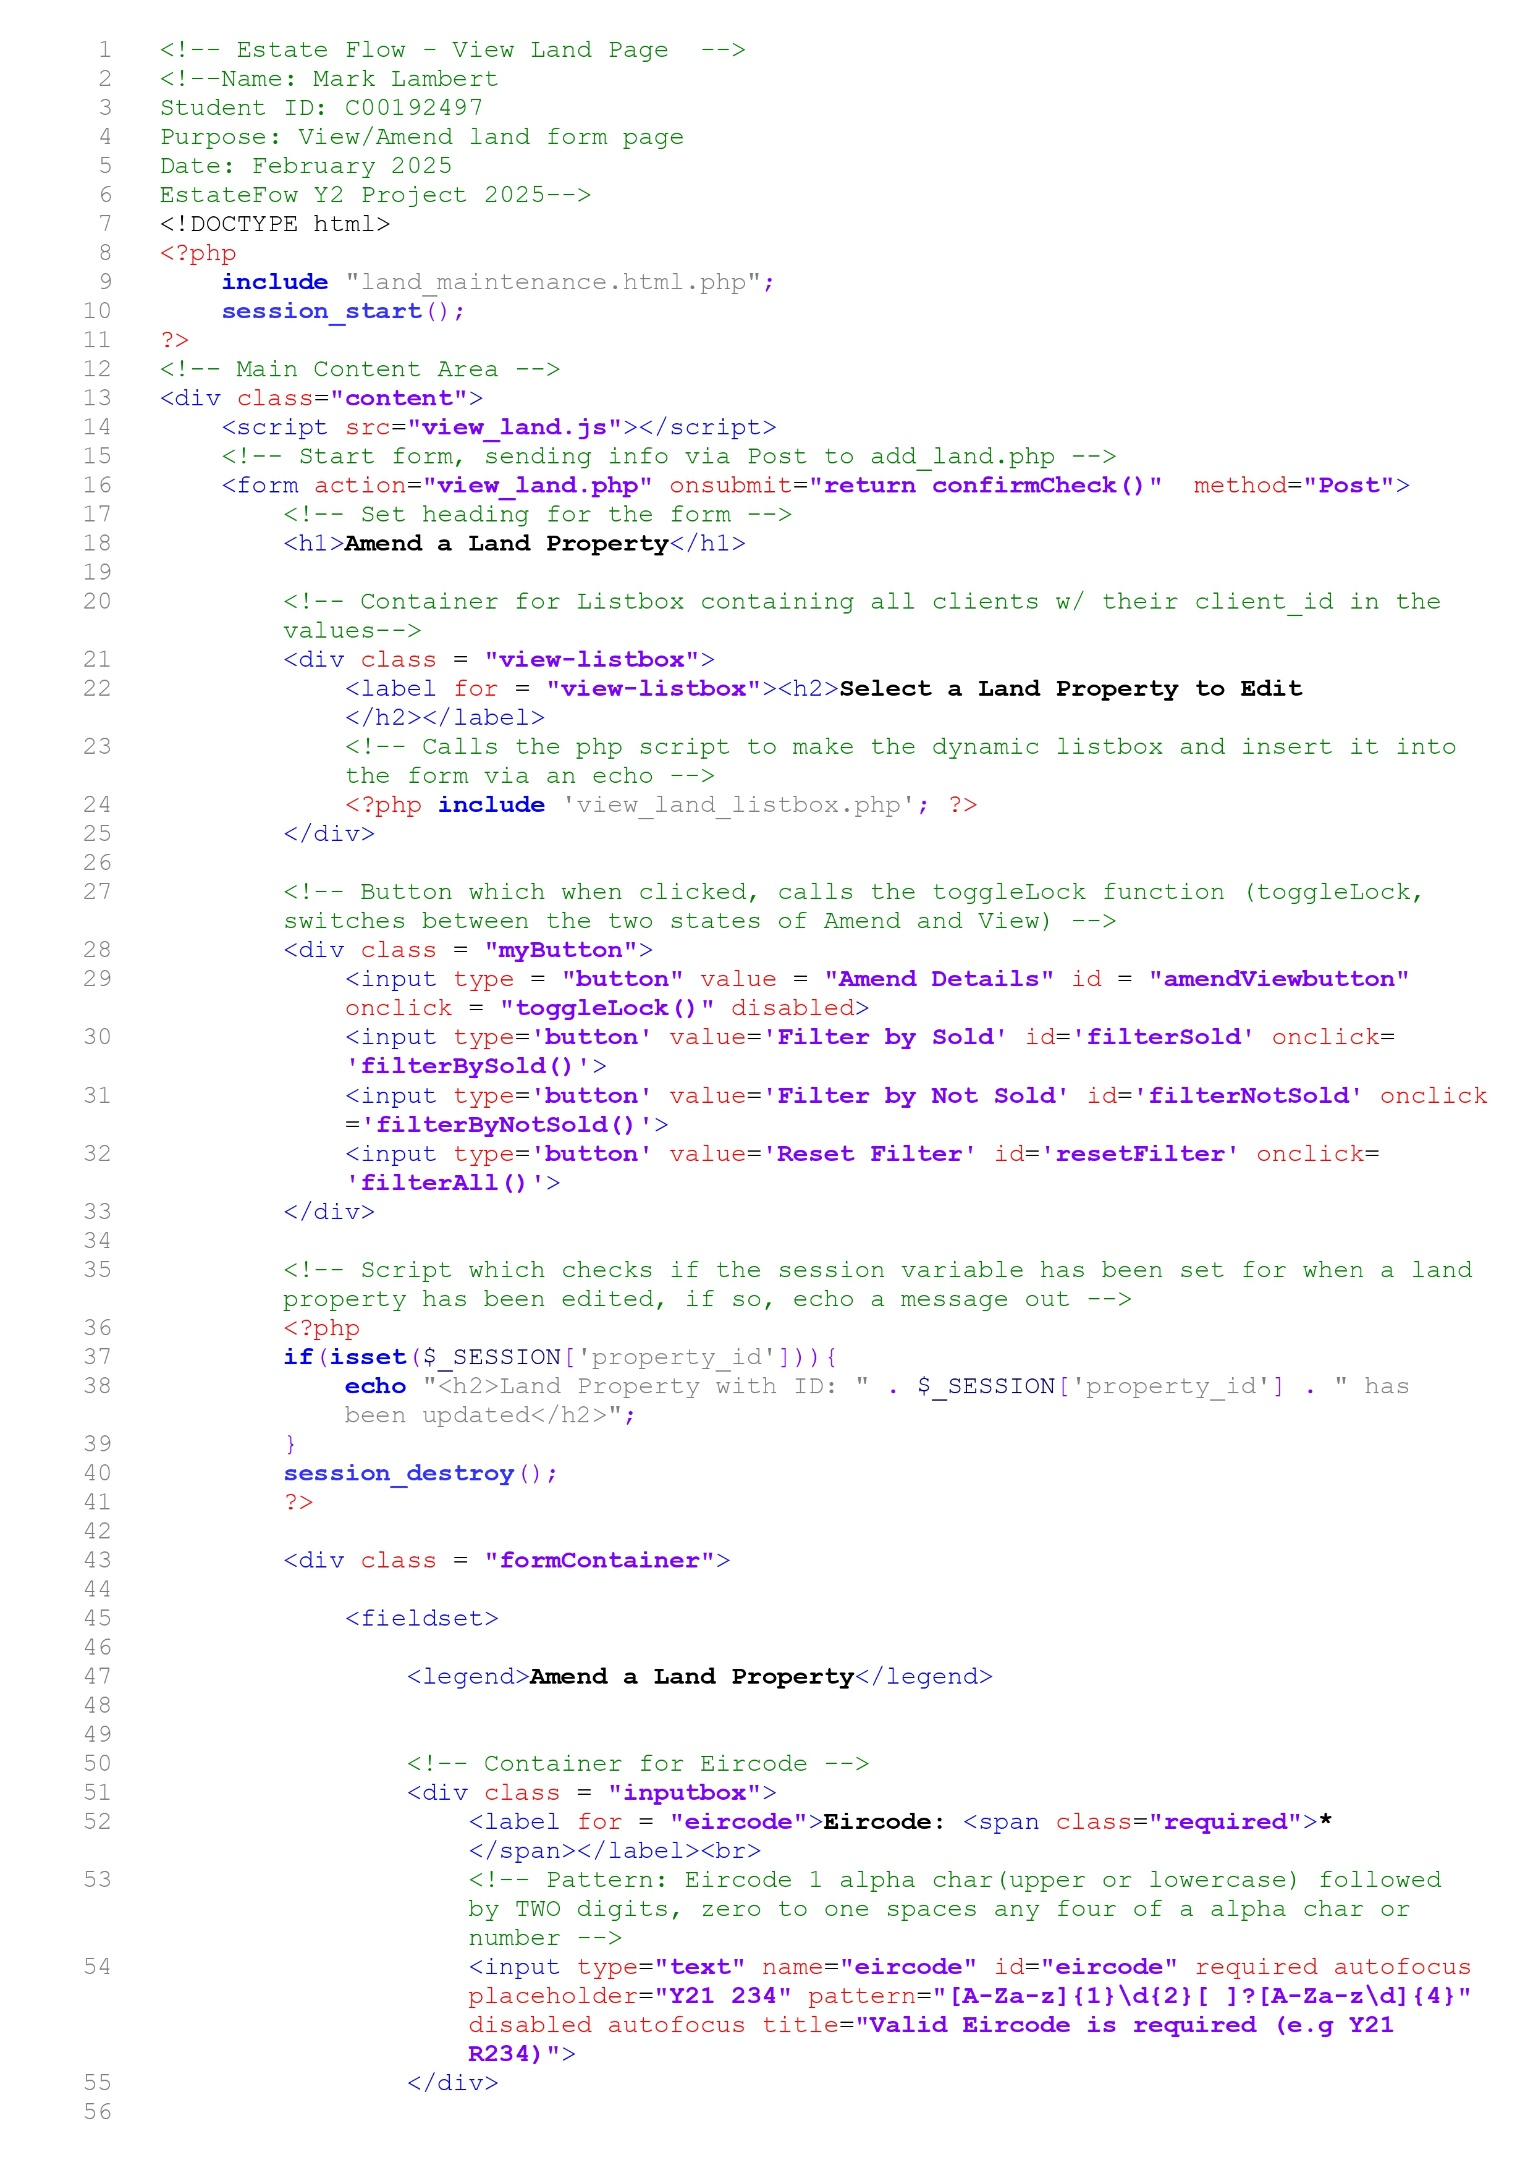 1 <!-- Estate Flow - View Land Page  -->
2 <!--Name: Mark Lambert
3 Student ID: C00192497
4 Purpose: View/Amend land form page
5 Date: February 2025
6 EstateFow Y2 Project 2025-->
7 <!DOCTYPE html>
8 <?php
9 include "land_maintenance.html.php";
10 session_start();
11 ?>
12 <!-- Main Content Area -->
13 <div class="content">
14 <script src="view_land.js"></script>
15 <!-- Start form, sending info via Post to add_land.php -->
16 <form action="view_land.php" onsubmit="return confirmCheck()"  method="Post">
17 <!-- Set heading for the form -->
18 <h1>Amend a Land Property</h1>
19
20 <!-- Container for Listbox containing all clients w/ their client_id in the
values-->
21 <div class = "view-listbox">
22 <label for = "view-listbox"><h2>Select a Land Property to Edit
</h2></label>
23 <!-- Calls the php script to make the dynamic listbox and insert it into
the form via an echo -->
24 <?php include 'view_land_listbox.php'; ?>
25 </div>
26
27 <!-- Button which when clicked, calls the toggleLock function (toggleLock,
switches between the two states of Amend and View) -->
28 <div class = "myButton">
29 <input type = "button" value = "Amend Details" id = "amendViewbutton"
onclick = "toggleLock()" disabled>
30 <input type='button' value='Filter by Sold' id='filterSold' onclick=
'filterBySold()'>
31 <input type='button' value='Filter by Not Sold' id='filterNotSold' onclick
='filterByNotSold()'>
32 <input type='button' value='Reset Filter' id='resetFilter' onclick=
'filterAll()'>
33 </div>
34
35 <!-- Script which checks if the session variable has been set for when a land
property has been edited, if so, echo a message out -->
36 <?php
37 if(isset($_SESSION['property_id'])){
38 echo "<h2>Land Property with ID: " . $_SESSION['property_id'] . " has
been updated</h2>";
39 }
40 session_destroy();
41 ?>
42
43 <div class = "formContainer">
44
45 <fieldset>
46
47 <legend>Amend a Land Property</legend>
48
49
50 <!-- Container for Eircode -->
51 <div class = "inputbox">
52 <label for = "eircode">Eircode: <span class="required">*
</span></label><br>
53 <!-- Pattern: Eircode 1 alpha char(upper or lowercase) followed
by TWO digits, zero to one spaces any four of a alpha char or
number -->
54 <input type="text" name="eircode" id="eircode" required autofocus
placeholder="Y21 234" pattern="[A-Za-z]{1}\d{2}[ ]?[A-Za-z\d]{4}"
disabled autofocus title="Valid Eircode is required (e.g Y21
R234)">
55 </div>
56